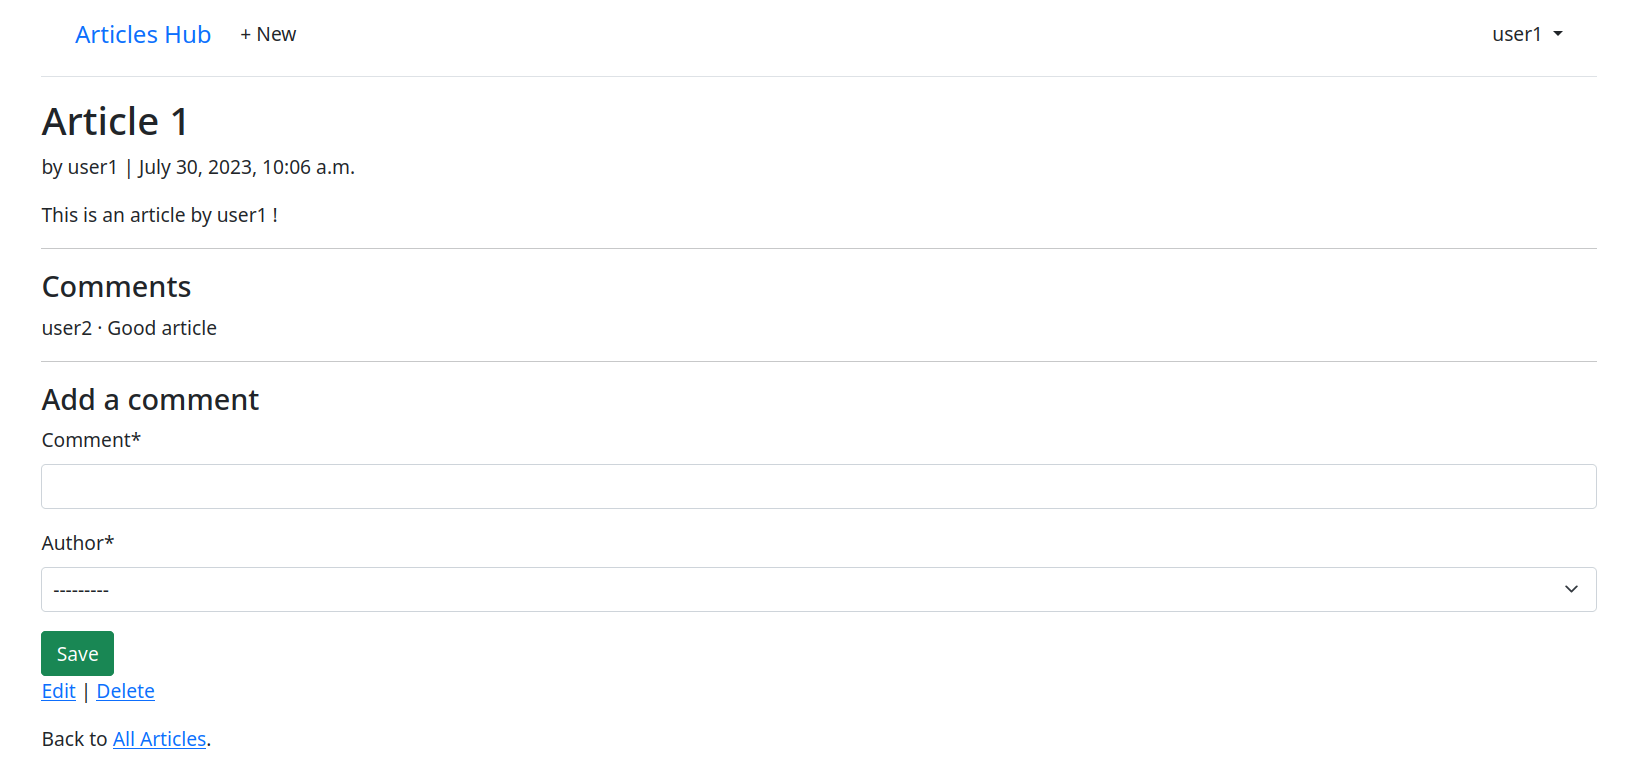 Articles Hub + New user1
Article 1
by user1 | July 30, 2023, 10:06 a.m.
This is an article by user1 !
Comments
user2 · Good article
Add a comment
Comment*
Author*
---------
Save
Edit | Delete
Back to All Articles.